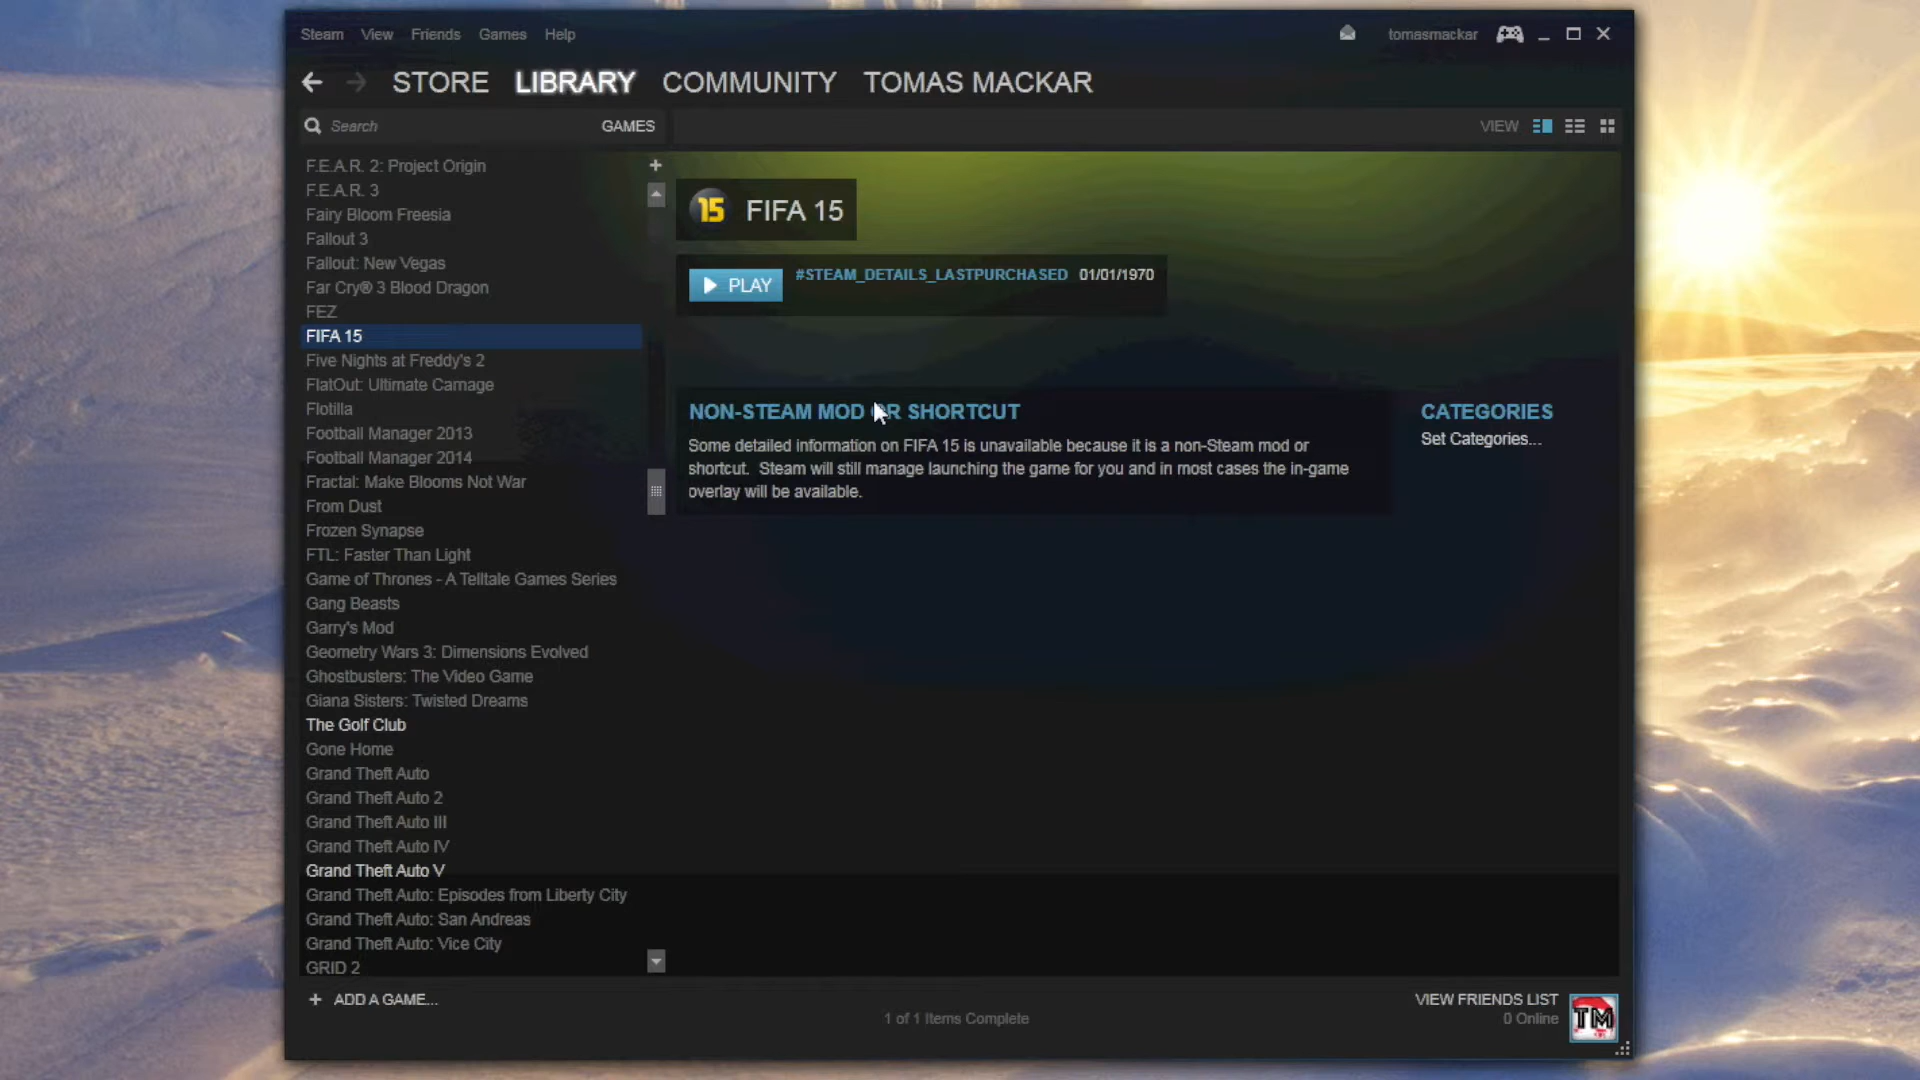 Steam View Friends Games Help
tomasmackar
STORE LIBRARY COMMUNITY TOMAS MACKAR
Search GAMES
VIEW
F.E.A.R. 2: Project Origin
F.E.A.R. 3
Fairy Bloom Freesia
Fallout 3
Fallout: New Vegas
Far Cry® 3 Blood Dragon
FEZ
FIFA 15
Five Nights at Freddy's 2
FlatOut: Ultimate Carnage
Flotilla
Football Manager 2013
Football Manager 2014
Fractal: Make Blooms Not War
From Dust
Frozen Synapse
FTL: Faster Than Light
Game of Thrones - A Telltale Games Series
Gang Beasts
Garry's Mod
Geometry Wars 3: Dimensions Evolved
Ghostbusters: The Video Game
Giana Sisters: Twisted Dreams
The Golf Club
Gone Home
Grand Theft Auto
Grand Theft Auto 2
Grand Theft Auto III
Grand Theft Auto IV
Grand Theft Auto V
Grand Theft Auto: Episodes from Liberty City
Grand Theft Auto: San Andreas
Grand Theft Auto: Vice City
GRID 2
15 FIFA 15
PLAY #STEAM_DETAILS_LASTPURCHASED 01/01/1970
NON-STEAM MOD OR SHORTCUT
Some detailed information on FIFA 15 is unavailable because it is a non-Steam mod or
shortcut. Steam will still manage launching the game for you and in most cases the in-game
overlay will be available.
CATEGORIES
Set Categories...
+ ADD A GAME...
1 of 1 Items Complete
VIEW FRIENDS LIST
0 Online
TM